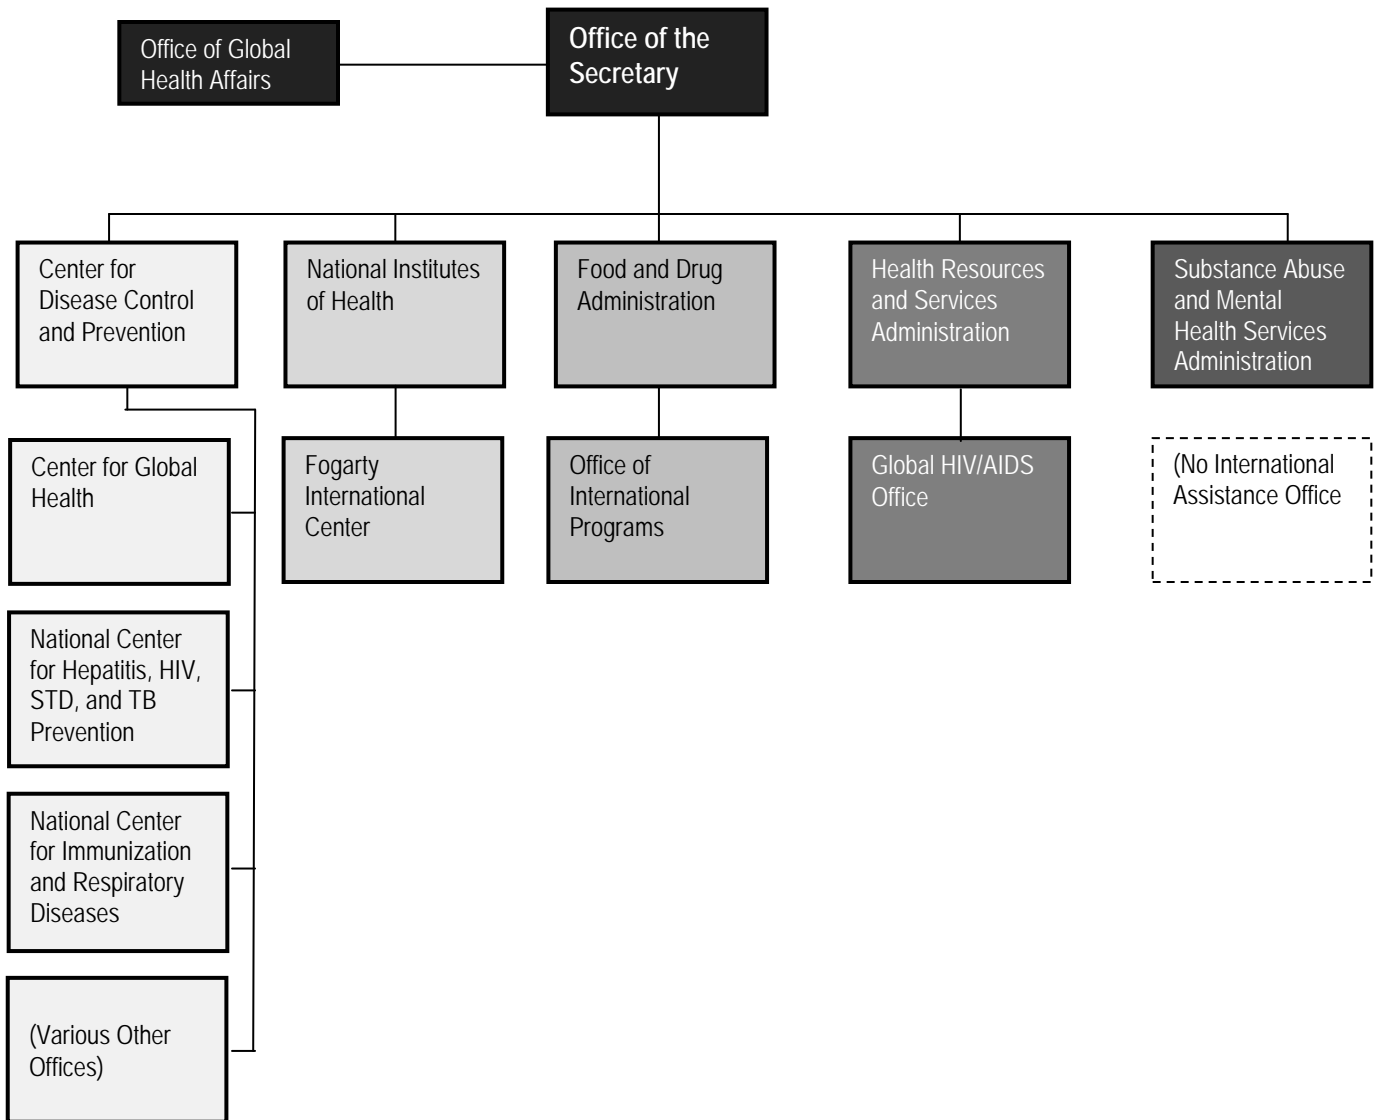 Office of Global
Health Affairs
Office of the
Secretary
Center for
Disease Control
and Prevention
National Institutes
of Health
Food and Drug
Administration
Health Resources
and Services
Administration
Substance Abuse
and Mental
Health Services
Administration
Center for Global
Health
Fogarty
International
Center
Office of
International
Programs
Global HIV/AIDS
Office
(No International
Assistance Office
National Center
for Hepatitis, HIV,
STD, and TB
Prevention
National Center
for Immunization
and Respiratory
Diseases
(Various Other
Offices)